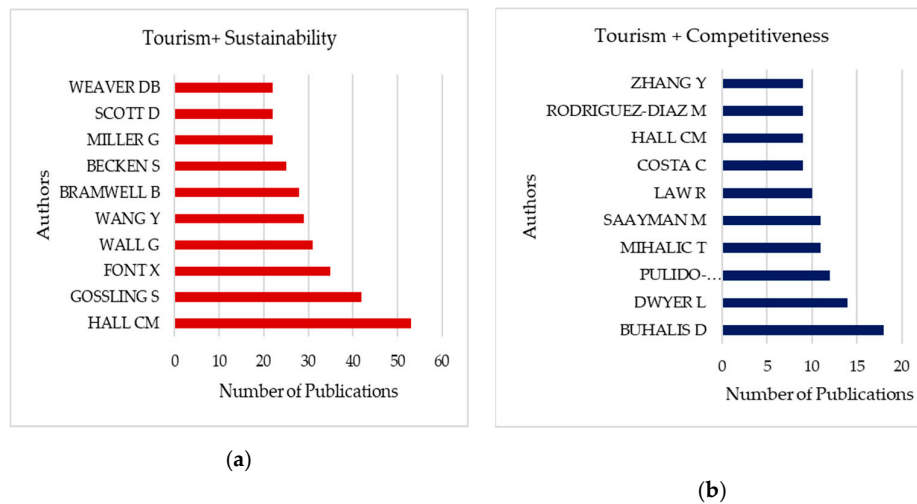 Tourism+ Sustainability
Authors
WEAVER DB
SCOTT D
MILLER G
BECKEN S
BRAMWELL B
WANG Y
WALL G
FONT X
GOSSLING S
HALL CM
0 10 20 30 40 50 60
Number of Publications
(a)
Tourism + Competitiveness
Authors
ZHANG Y
RODRIGUEZ-DIAZ M
HALL CM
COSTA C
LAW R
SAAYMAN M
MIHALIC T
PULIDO-…
DWYER L
BUHALIS D
0 5 10 15 20
Number of Publications
(b)